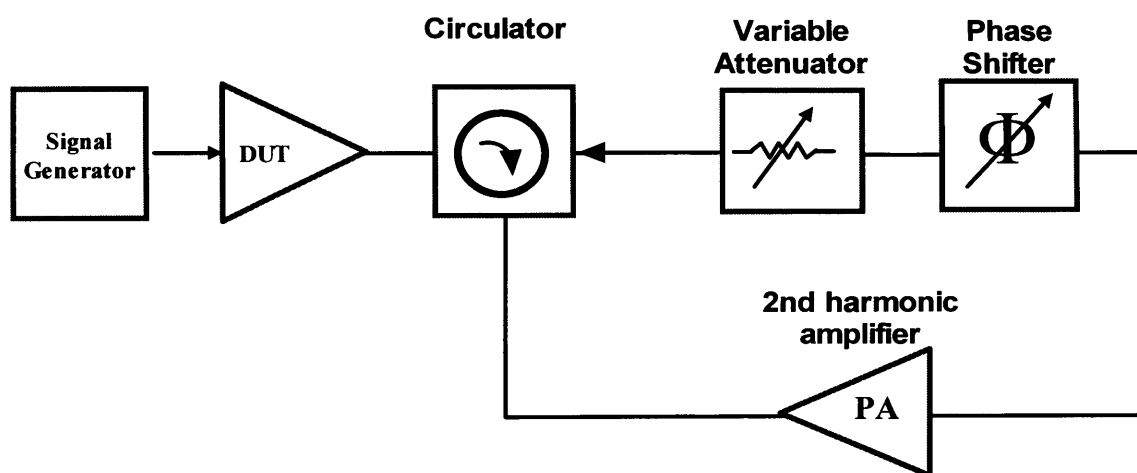 Circulator
Variable
Attenuator
Phase
Shifter
Signal
Generator
DUT
Φ
2nd harmonic
amplifier
PA